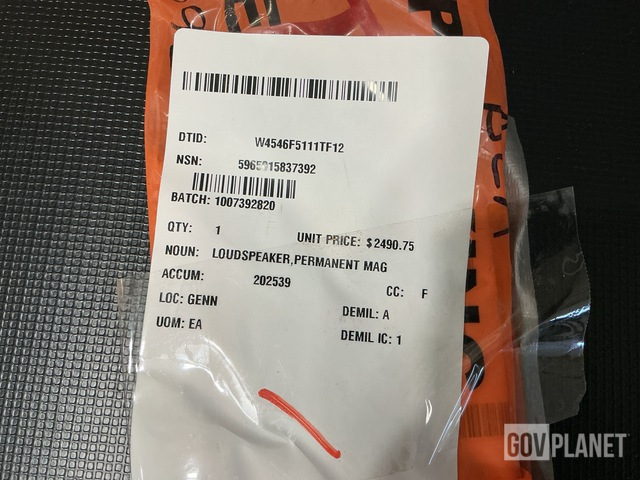 DTID: W4546F5111TF12
NSN: 5965015837392
BATCH: 1007392820
QTY: 1 UNIT PRICE: $2490.75
NOUN: LOUDSPEAKER,PERMANENT MAG
ACCUM: 202539 CC: F
LOC: GENN DEMIL: A
UOM: EA DEMIL IC: 1
GOVPLANET